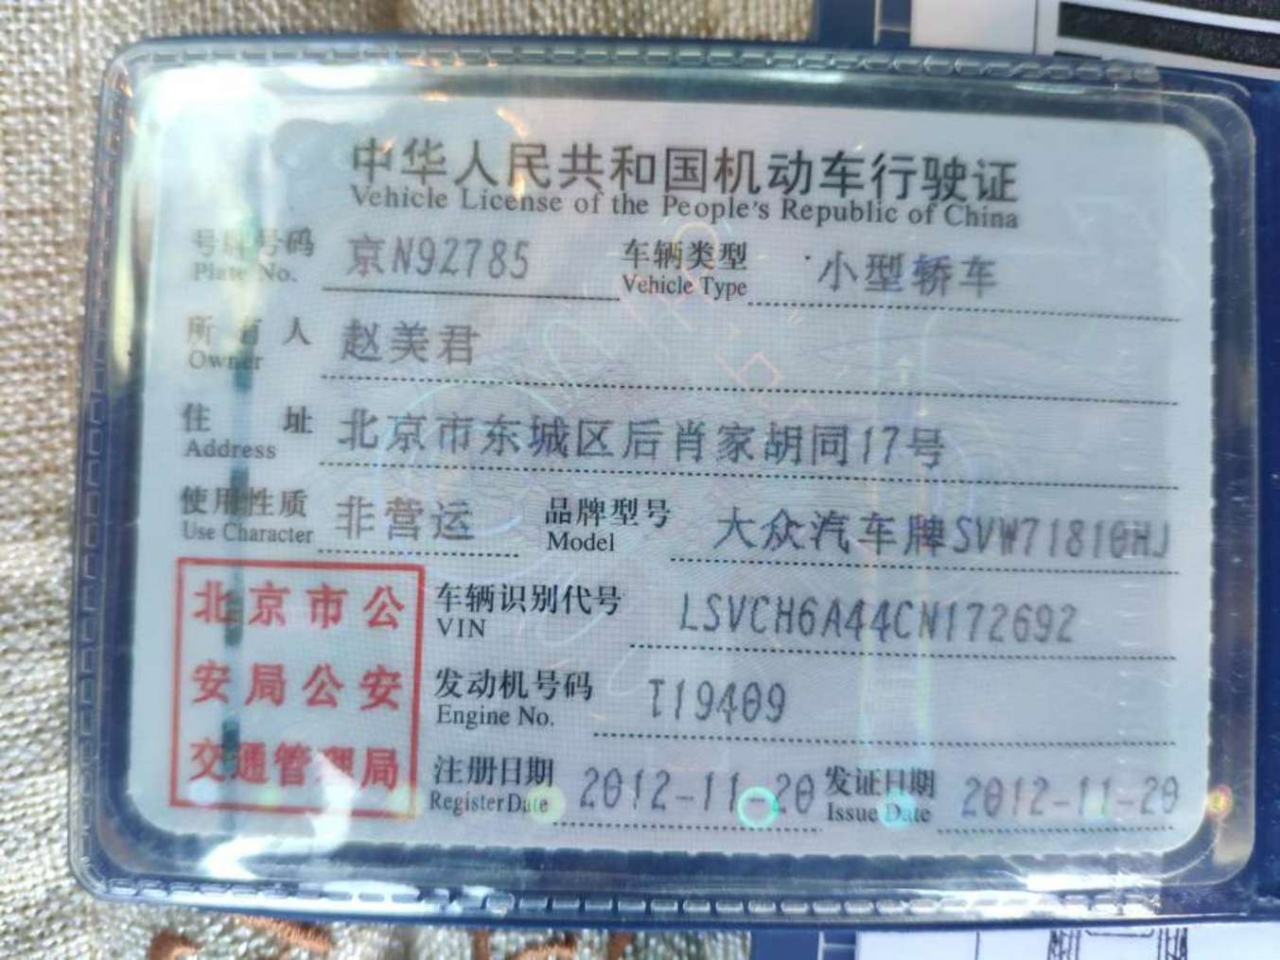 中华人民共和国机动车行驶证
Vehicle License of the People's Republic of China
号牌号码 京N92785 车辆类型 小型轿车
Plate No. Vehicle Type
所有人 赵美君
Owner
住址 北京市东城区后肖家胡同17号
Address
使用性质 非营运 品牌型号 大众汽车牌SVW71810HJ
Use Character Model
北京市公
安局公安
交通管理局
车辆识别代号 LSVCH6A44CN172692
VIN
发动机号码 T19409
Engine No.
注册日期 2012-11-20 发证日期 2012-11-20
Register Date Issue Date